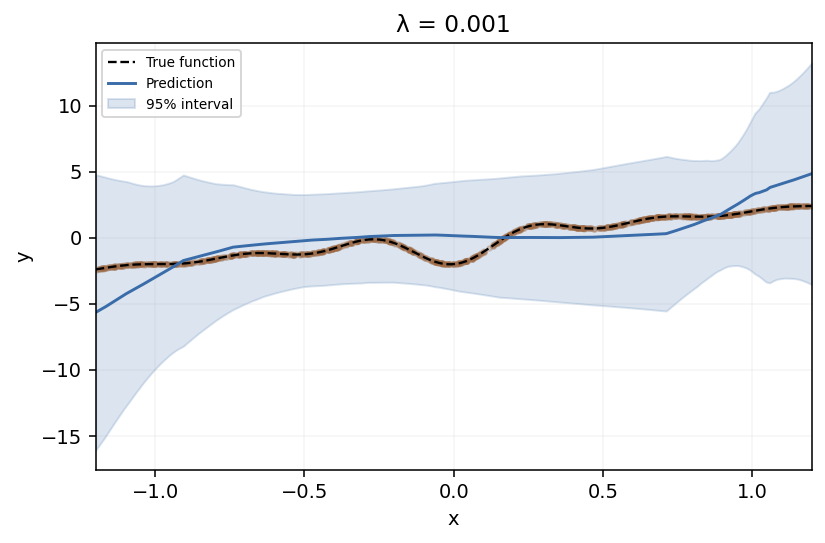 λ = 0.001
True function
Prediction
95% interval
10
5
0
−5
−10
−15
y
−1.0 −0.5 0.0 0.5 1.0
x